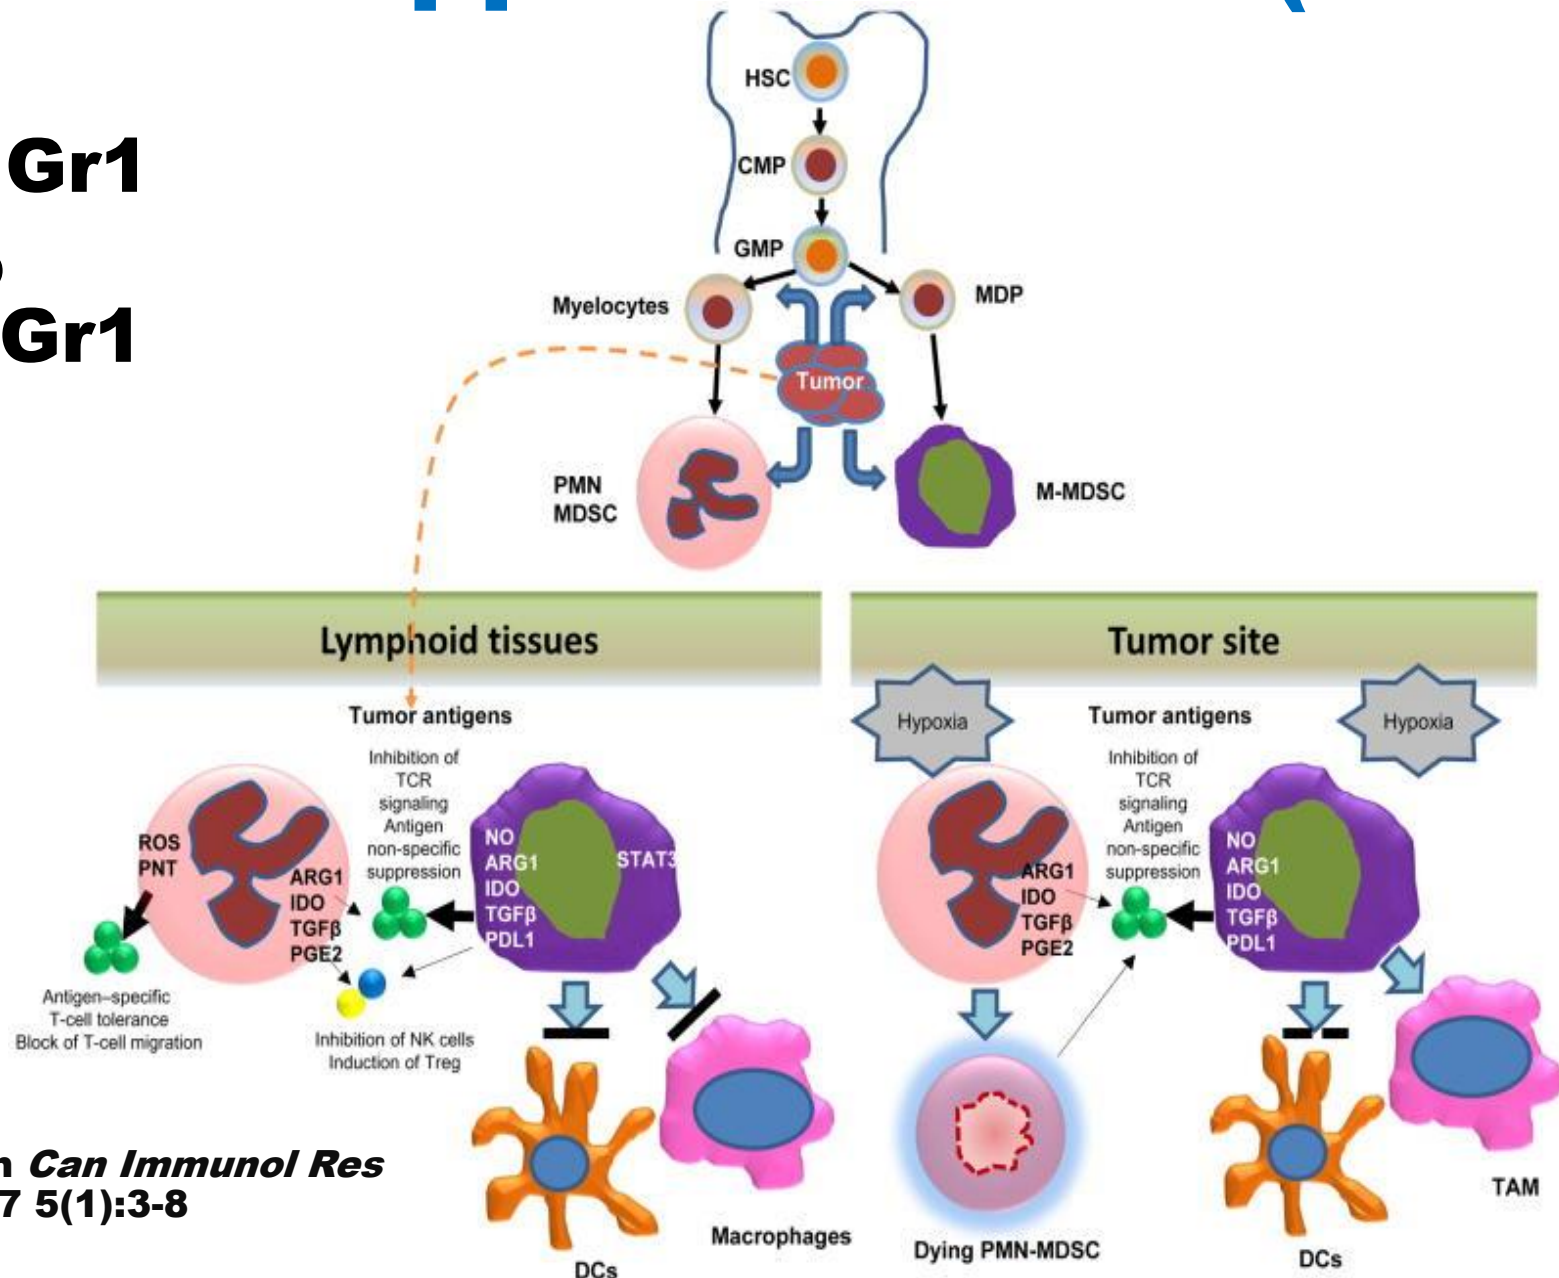 Gr1
Gr1
HSC
CMP
GMP
Myelocytes
MDP
Tumor
PMN
MDSC
M-MDSC
Lymphoid tissues
Tumor antigens
Inhibition of
TCR
signaling
Antigen
non-specific
suppression
ROS
PNT
ARG1
IDO
TGFβ
PGE2
NO
ARG1
IDO
TGFβ
PDL1
STAT3
Antigen–specific
T-cell tolerance
Block of T-cell migration
Inhibition of NK cells
Induction of Treg
DCs
Macrophages
Tumor site
Hypoxia
Tumor antigens
Hypoxia
Inhibition of
TCR
signaling
Antigen
non-specific
suppression
ARG1
IDO
TGFβ
PGE2
NO
ARG1
IDO
TGFβ
PDL1
Dying PMN-MDSC
DCs
TAM
Can Immunol Res
7 5(1):3-8